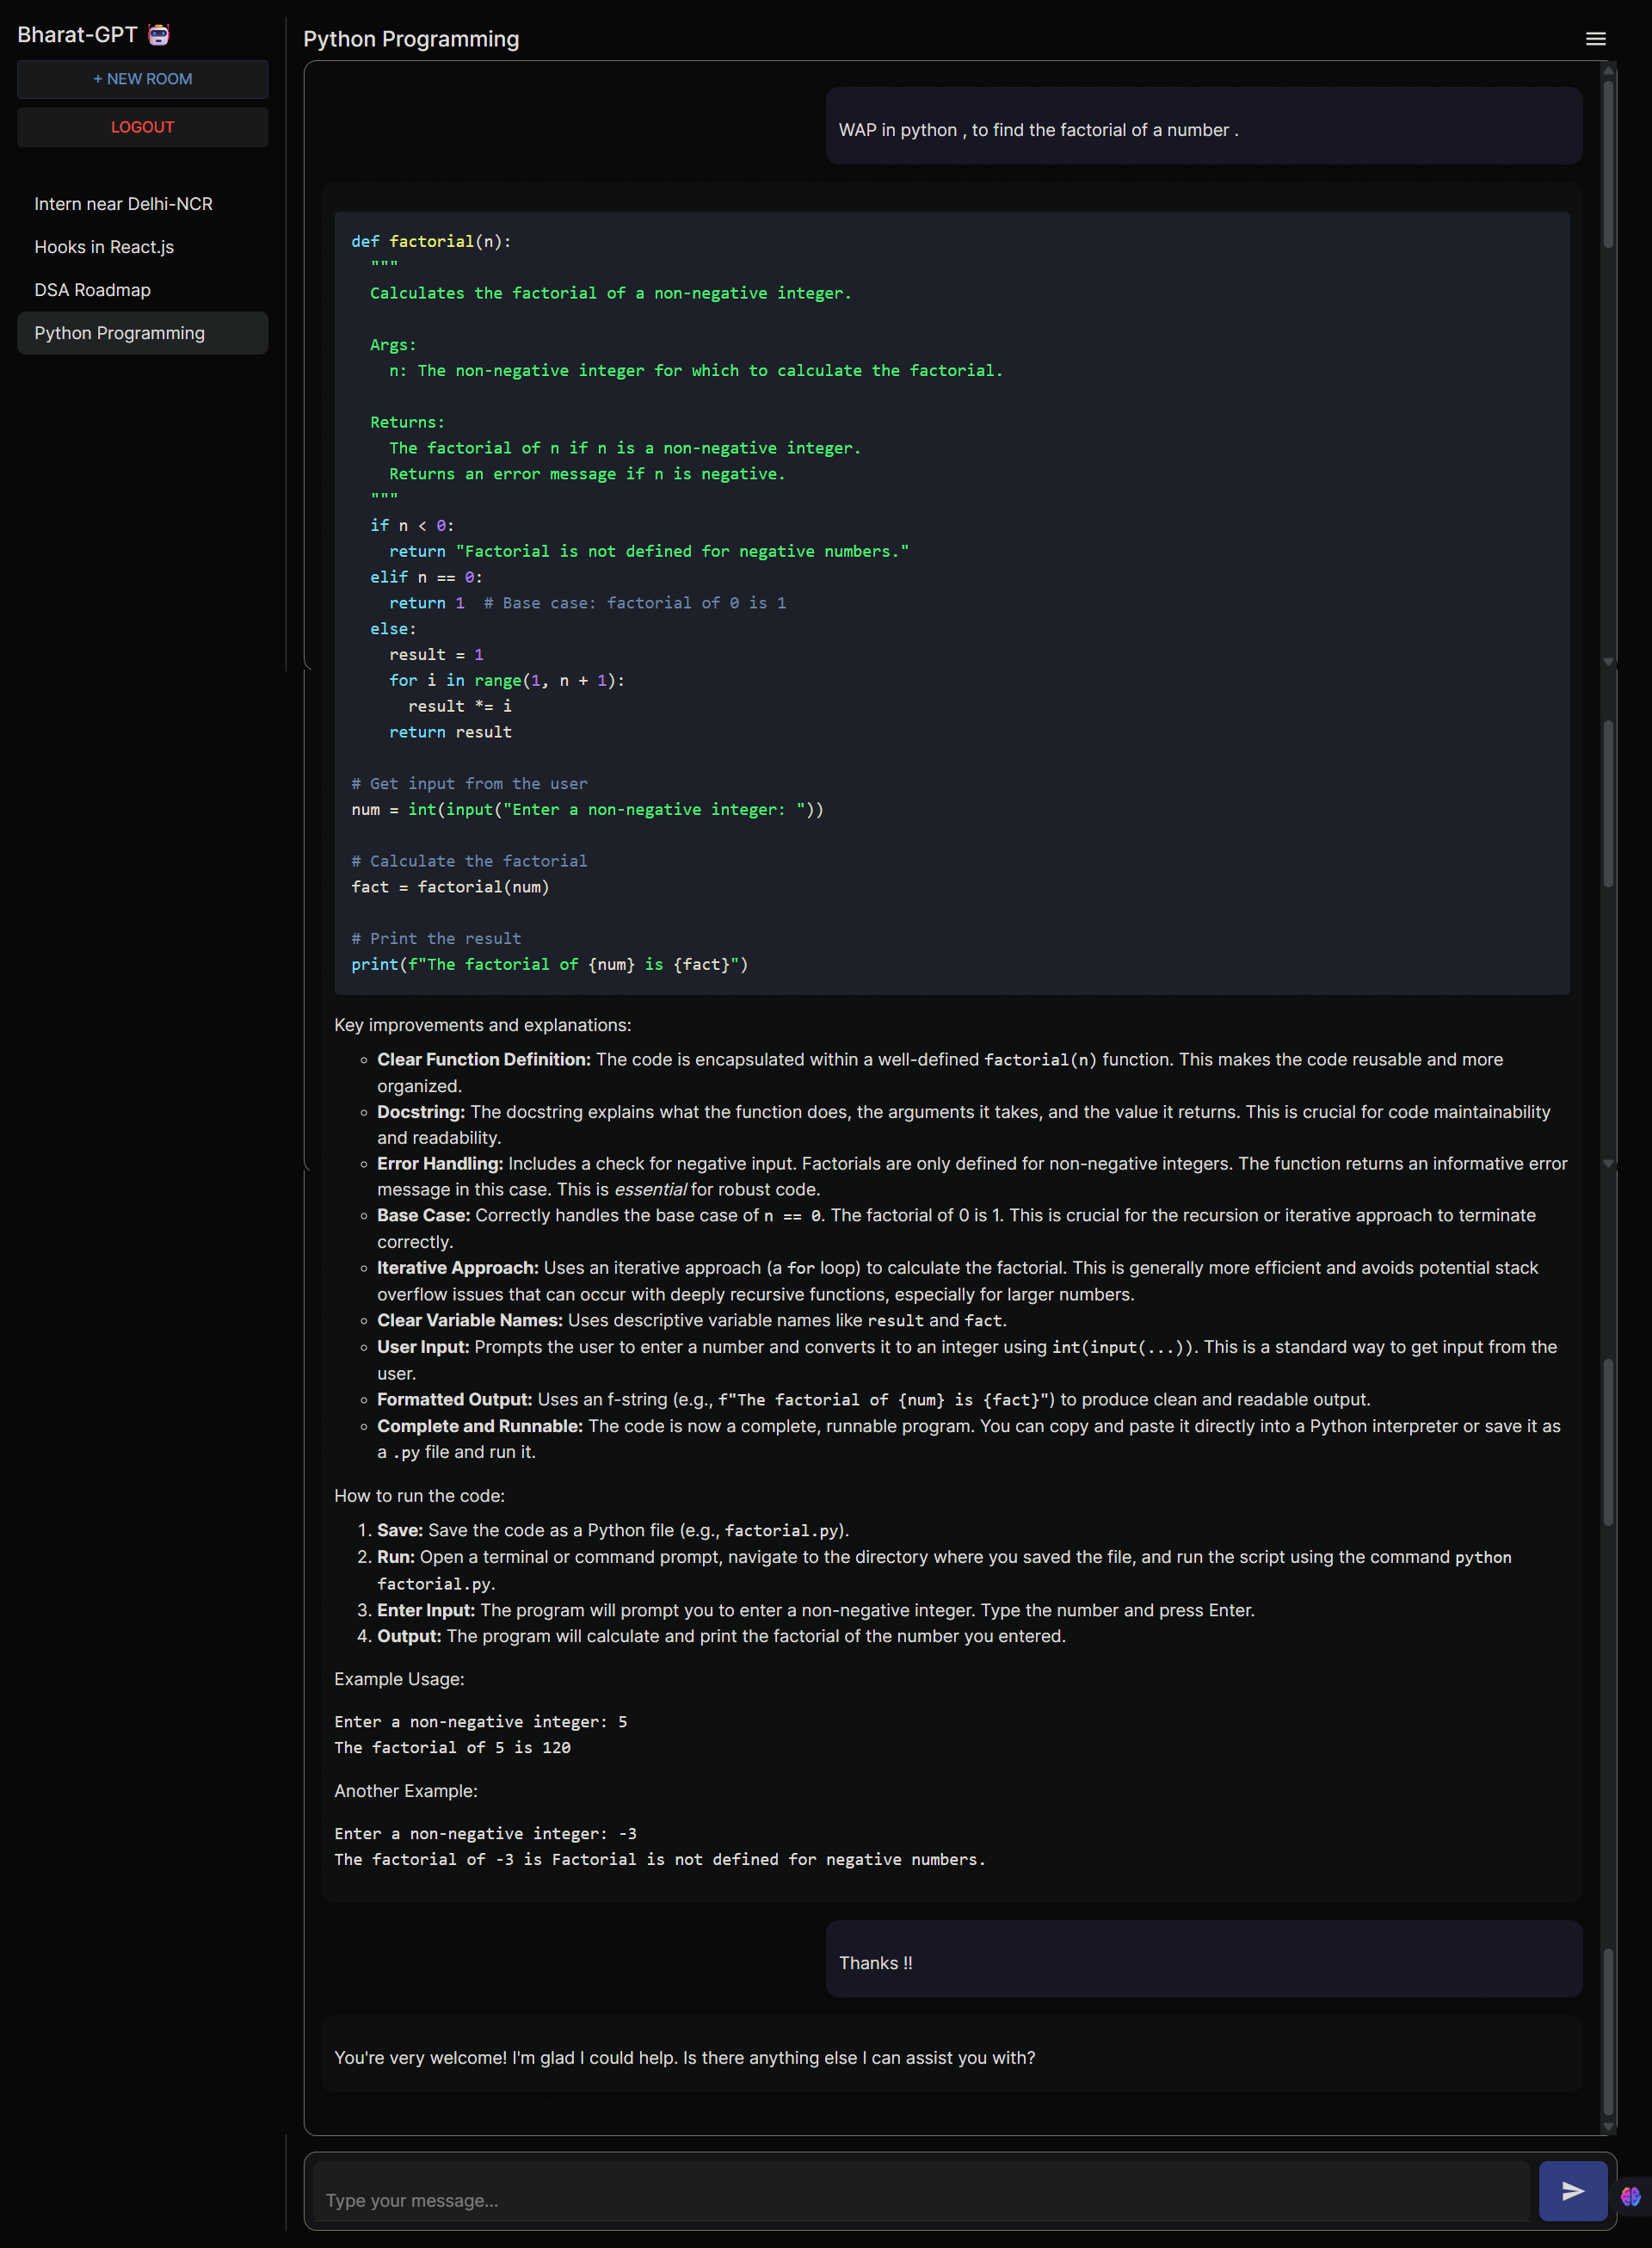 Bharat-GPT
+ NEW ROOM
LOGOUT
Intern near Delhi-NCR
Hooks in React.js
DSA Roadmap
Python Programming
Python Programming
WAP in python , to find the factorial of a number .
def factorial(n):
  """
  Calculates the factorial of a non-negative integer.

  Args:
    n: The non-negative integer for which to calculate the factorial.

  Returns:
    The factorial of n if n is a non-negative integer.
    Returns an error message if n is negative.
  """
  if n < 0:
    return "Factorial is not defined for negative numbers."
  elif n == 0:
    return 1  # Base case: factorial of 0 is 1
  else:
    result = 1
    for i in range(1, n + 1):
      result *= i
    return result

# Get input from the user
num = int(input("Enter a non-negative integer: "))

# Calculate the factorial
fact = factorial(num)

# Print the result
print(f"The factorial of {num} is {fact}")
Key improvements and explanations:
◦ Clear Function Definition: The code is encapsulated within a well-defined factorial(n) function. This makes the code reusable and more
organized.
◦ Docstring: The docstring explains what the function does, the arguments it takes, and the value it returns. This is crucial for code maintainability
and readability.
◦ Error Handling: Includes a check for negative input. Factorials are only defined for non-negative integers. The function returns an informative error
message in this case. This is essential for robust code.
◦ Base Case: Correctly handles the base case of n == 0. The factorial of 0 is 1. This is crucial for the recursion or iterative approach to terminate
correctly.
◦ Iterative Approach: Uses an iterative approach (a for loop) to calculate the factorial. This is generally more efficient and avoids potential stack
overflow issues that can occur with deeply recursive functions, especially for larger numbers.
◦ Clear Variable Names: Uses descriptive variable names like result and fact.
◦ User Input: Prompts the user to enter a number and converts it to an integer using int(input(...)). This is a standard way to get input from the
user.
◦ Formatted Output: Uses an f-string (e.g., f"The factorial of {num} is {fact}") to produce clean and readable output.
◦ Complete and Runnable: The code is now a complete, runnable program. You can copy and paste it directly into a Python interpreter or save it as
a .py file and run it.
How to run the code:
1. Save: Save the code as a Python file (e.g., factorial.py).
2. Run: Open a terminal or command prompt, navigate to the directory where you saved the file, and run the script using the command python
factorial.py.
3. Enter Input: The program will prompt you to enter a non-negative integer. Type the number and press Enter.
4. Output: The program will calculate and print the factorial of the number you entered.
Example Usage:
Enter a non-negative integer: 5
The factorial of 5 is 120
Another Example:
Enter a non-negative integer: -3
The factorial of -3 is Factorial is not defined for negative numbers.
Thanks !!
You're very welcome! I'm glad I could help. Is there anything else I can assist you with?
Type your message...